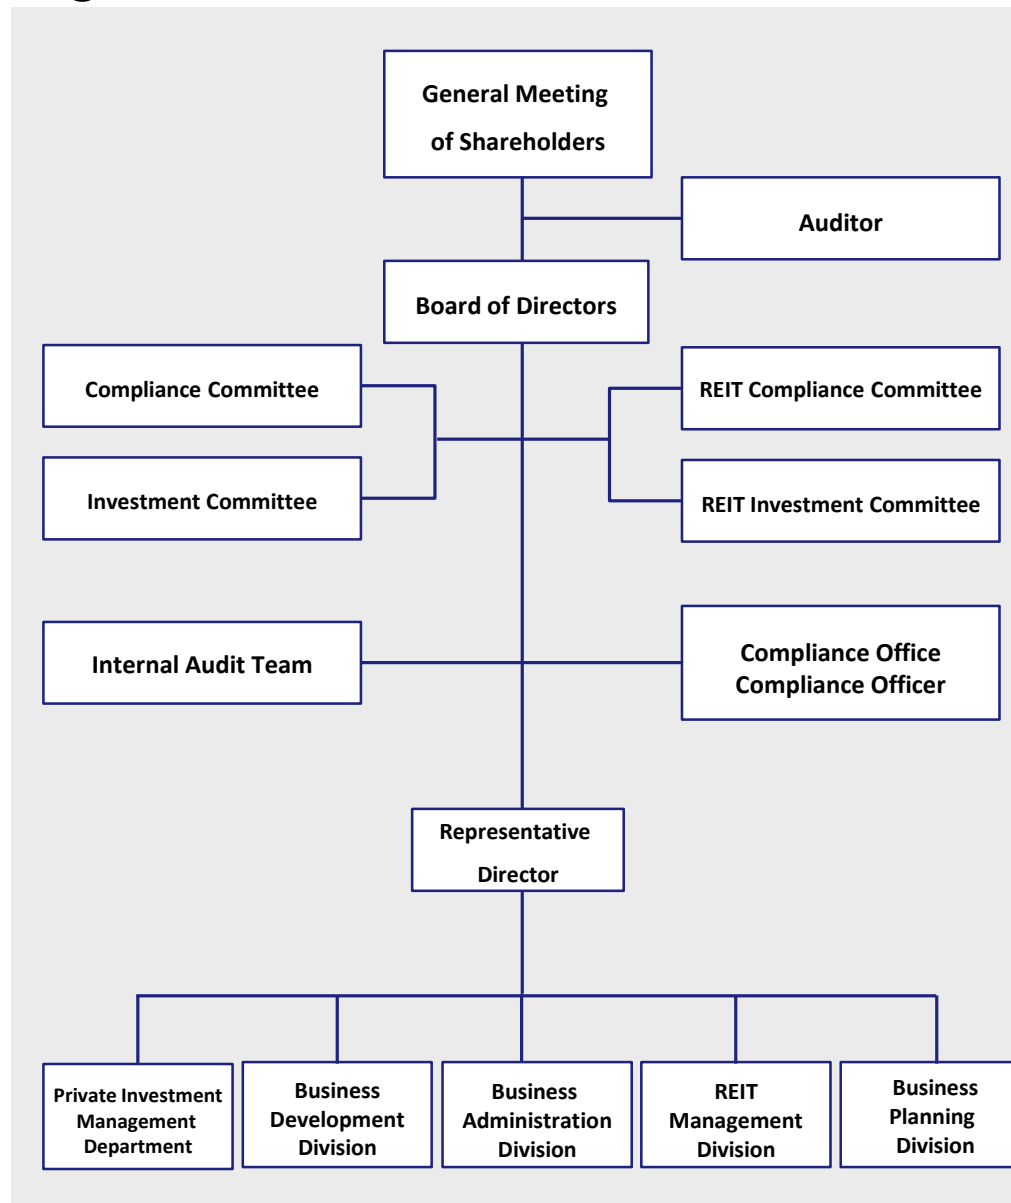 General Meeting
of Shareholders
Auditor
Board of Directors
Compliance Committee
REIT Compliance Committee
Investment Committee
REIT Investment Committee
Internal Audit Team
Compliance Office
Compliance Officer
Representative
Director
Private Investment
Management
Department
Business
Development
Division
Business
Administration
Division
REIT
Management
Division
Business
Planning
Division